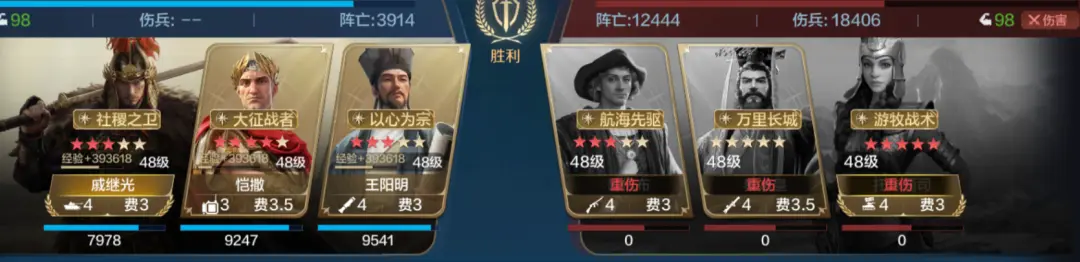 98 伤兵: -- 阵亡:3914
胜利
阵亡:12444 伤兵:18406 98 伤害
社稷之卫
经验+393618 48级
戚继光
4 费3
7978
大征战者
经验+393618 48级
恺撒
3 费3.5
9247
以心为宗
经验+393618 48级
王阳明
4 费3
9541
航海先驱
48级
重伤
4 费3
0
万里长城
48级
重伤
4 费3.5
0
游牧战术
48级
重伤
4 费3
0